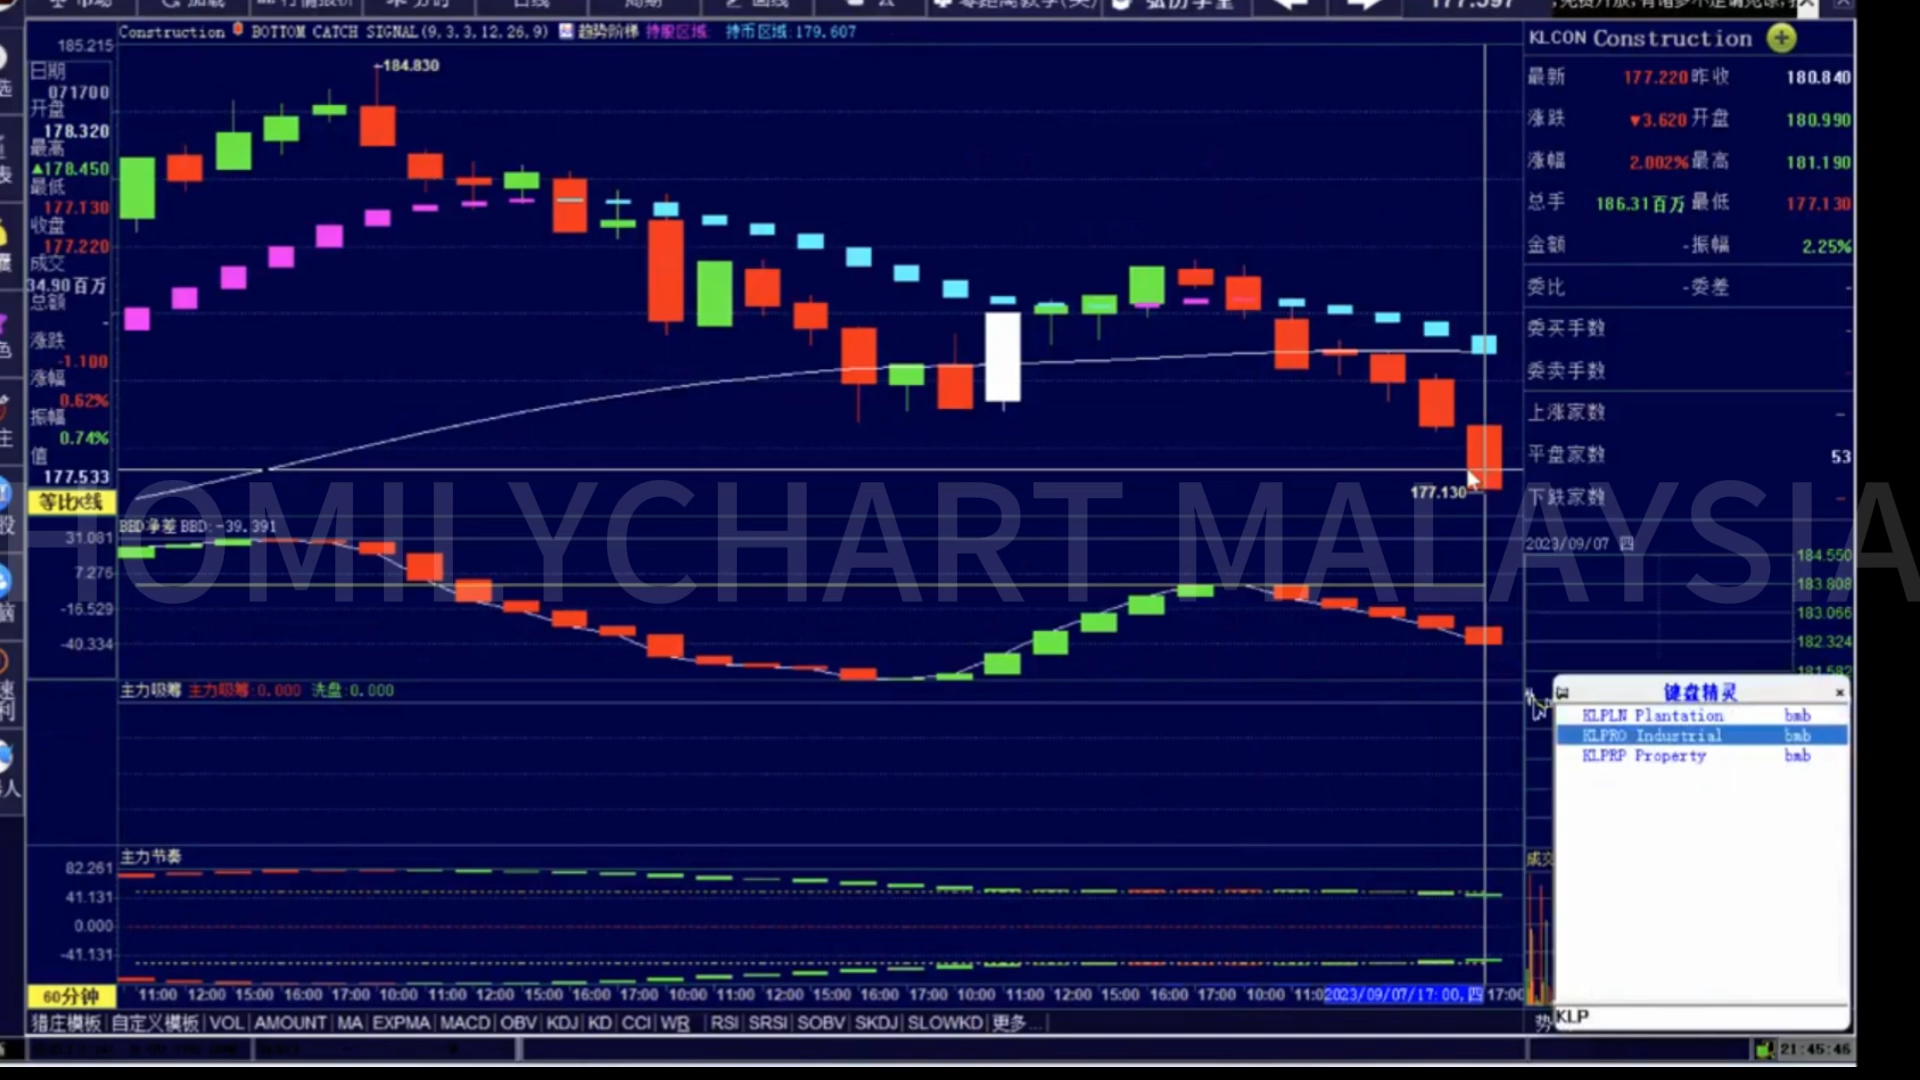 177.397
Construction BOTTOM CATCH SIGNAL(9,3,3,12,26,9) 趋势阶梯 持股区域: 持币区域:179.607
185.215
日期
071700
开盘
178.320
最高
▲178.450
最低
177.130
收盘
177.220
成交
34.90百万
总额
-
涨跌
-1.100
涨幅
0.62%
振幅
0.74%
值
177.533
等比K线
←184.830
177.130
BBD净差 BBD:-39.391
31.081
7.276
-16.529
-40.334
主力吸筹 主力吸筹:0.000 洗盘:0.000
主力节奏
82.261
41.131
0.000
-41.131
60分钟
11:00 12:00 15:00 16:00 17:00 10:00 11:00 12:00 15:00 16:00 17:00 10:00 11:00 12:00 15:00 16:00 17:00 10:00 11:00 12:00 15:00 16:00 17:00 10:00 11:0 2023/09/07/17:00,四 17:00
猎庄模板 自定义模板 VOL AMOUNT MA EXPMA MACD OBV KDJ KD CCI WR RSI SRSI SOBV SKDJ SLOWKD 更多...
KLCON Construction
最新 177.220 昨收 180.840
涨跌 ▼3.620 开盘 180.990
涨幅 2.002% 最高 181.190
总手 186.31百万 最低 177.130
金额 - 振幅 2.25%
委比 - 委差 -
委买手数 -
委卖手数
上涨家数 -
平盘家数 53
下跌家数 -
2023/09/07 四
184.550
183.808
183.066
182.324
181.582
键盘精灵 ×
KLPLN Plantation bmb
KLPRO Industrial bmb
KLPRP Property bmb
KLP
成交
势
21:45:46
HOMILYCHART MALAYSIA